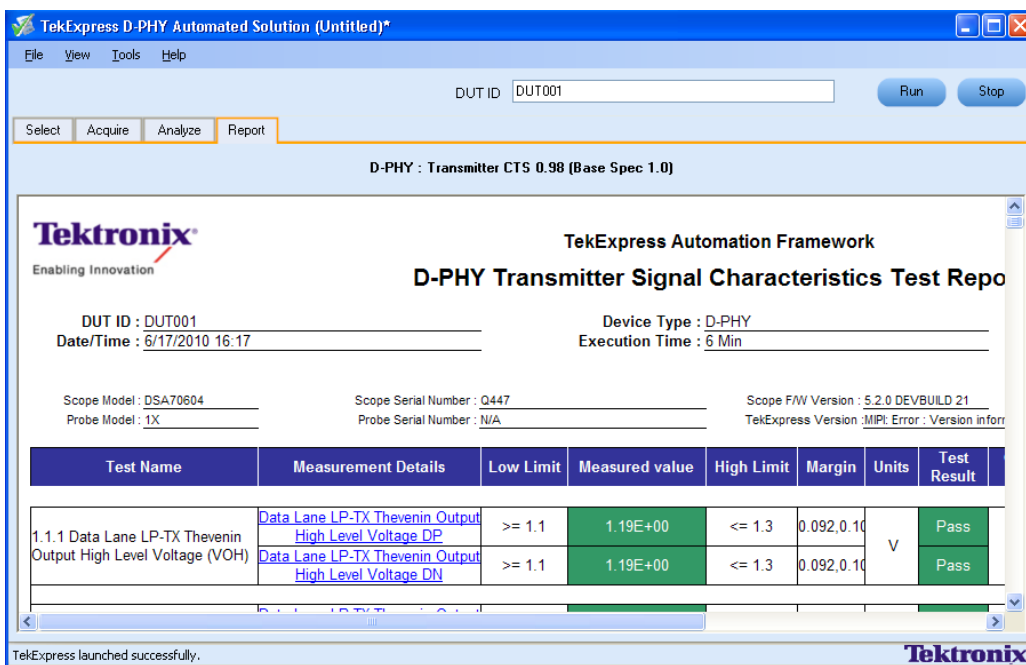 TekExpress D-PHY Automated Solution (Untitled)*
File View Tools Help
DUT ID DUT001 Run Stop
Select Acquire Analyze Report
D-PHY : Transmitter CTS 0.98 (Base Spec 1.0)
Tektronix
Enabling Innovation
TekExpress Automation Framework
D-PHY Transmitter Signal Characteristics Test Repo
DUT ID : DUT001 Device Type : D-PHY
Date/Time : 6/17/2010 16:17 Execution Time : 6 Min
Scope Model : DSA70604 Scope Serial Number : Q447 Scope F/W Version : 5.2.0 DEVBUILD 21
Probe Model : 1X Probe Serial Number : N/A TekExpress Version :MIPI: Error : Version inforr
Test Name Measurement Details Low Limit Measured value High Limit Margin Units Test Result
1.1.1 Data Lane LP-TX Thevenin Output High Level Voltage (VOH)
Data Lane LP-TX Thevenin Output High Level Voltage DP >= 1.1 1.19E+00 <= 1.3 0.092,0.10 V Pass
Data Lane LP-TX Thevenin Output High Level Voltage DN >= 1.1 1.19E+00 <= 1.3 0.092,0.10 Pass
TekExpress launched successfully. Tektronix